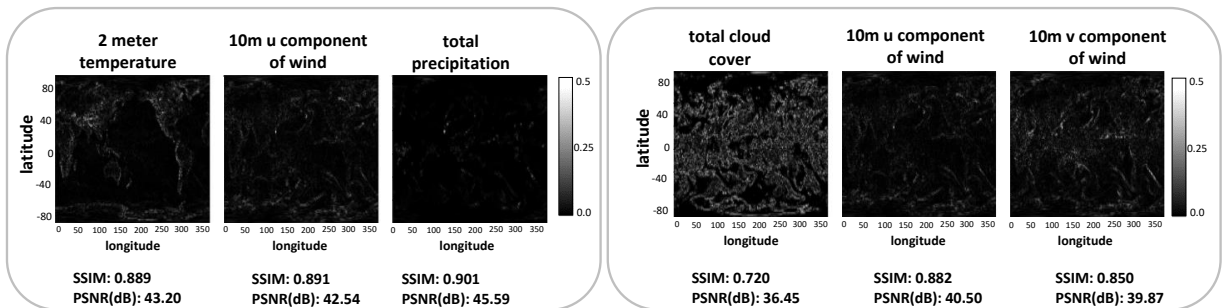 2 meter
temperature
10m u component
of wind
total
precipitation
latitude
80
40
0
-40
-80
0 50 100 150 200 250 300 350
0 50 100 150 200 250 300 350
0 50 100 150 200 250 300 350
longitude
longitude
longitude
0.5
0.25
0.0
SSIM: 0.889
PSNR(dB): 43.20
SSIM: 0.891
PSNR(dB): 42.54
SSIM: 0.901
PSNR(dB): 45.59
total cloud
cover
10m u component
of wind
10m v component
of wind
latitude
80
40
0
-40
-80
0 50 100 150 200 250 300 350
0 50 100 150 200 250 300 350
0 50 100 150 200 250 300 350
longitude
longitude
longitude
0.5
0.25
0.0
SSIM: 0.720
PSNR(dB): 36.45
SSIM: 0.882
PSNR(dB): 40.50
SSIM: 0.850
PSNR(dB): 39.87